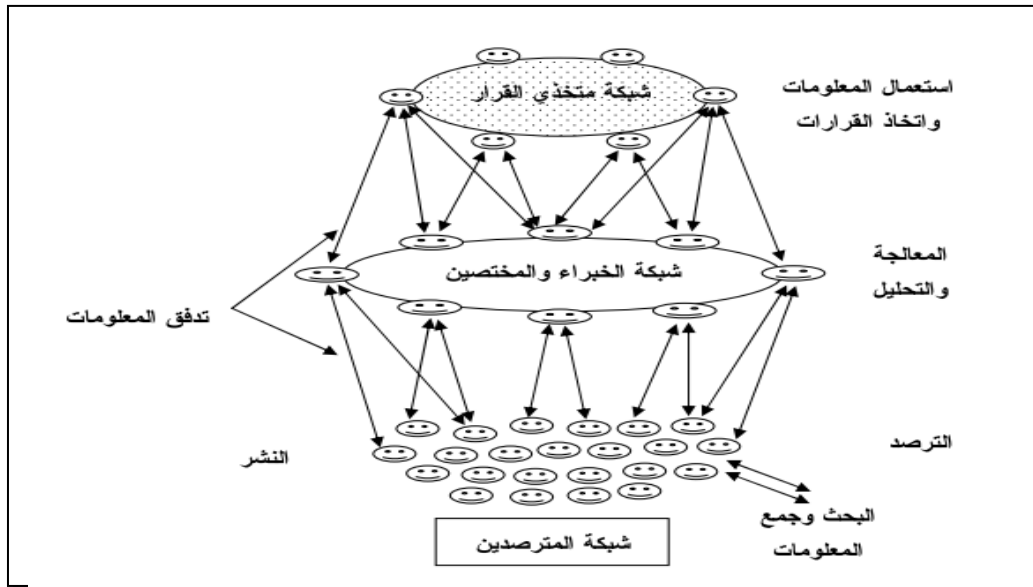 شبكة متخذي القرار
استعمال المعلومات
واتخاذ القرارات
شبكة الخبراء والمختصين
المعالجة
والتحليل
تدفق المعلومات
الترصد
النشر
البحث وجمع
المعلومات
شبكة المترصدين